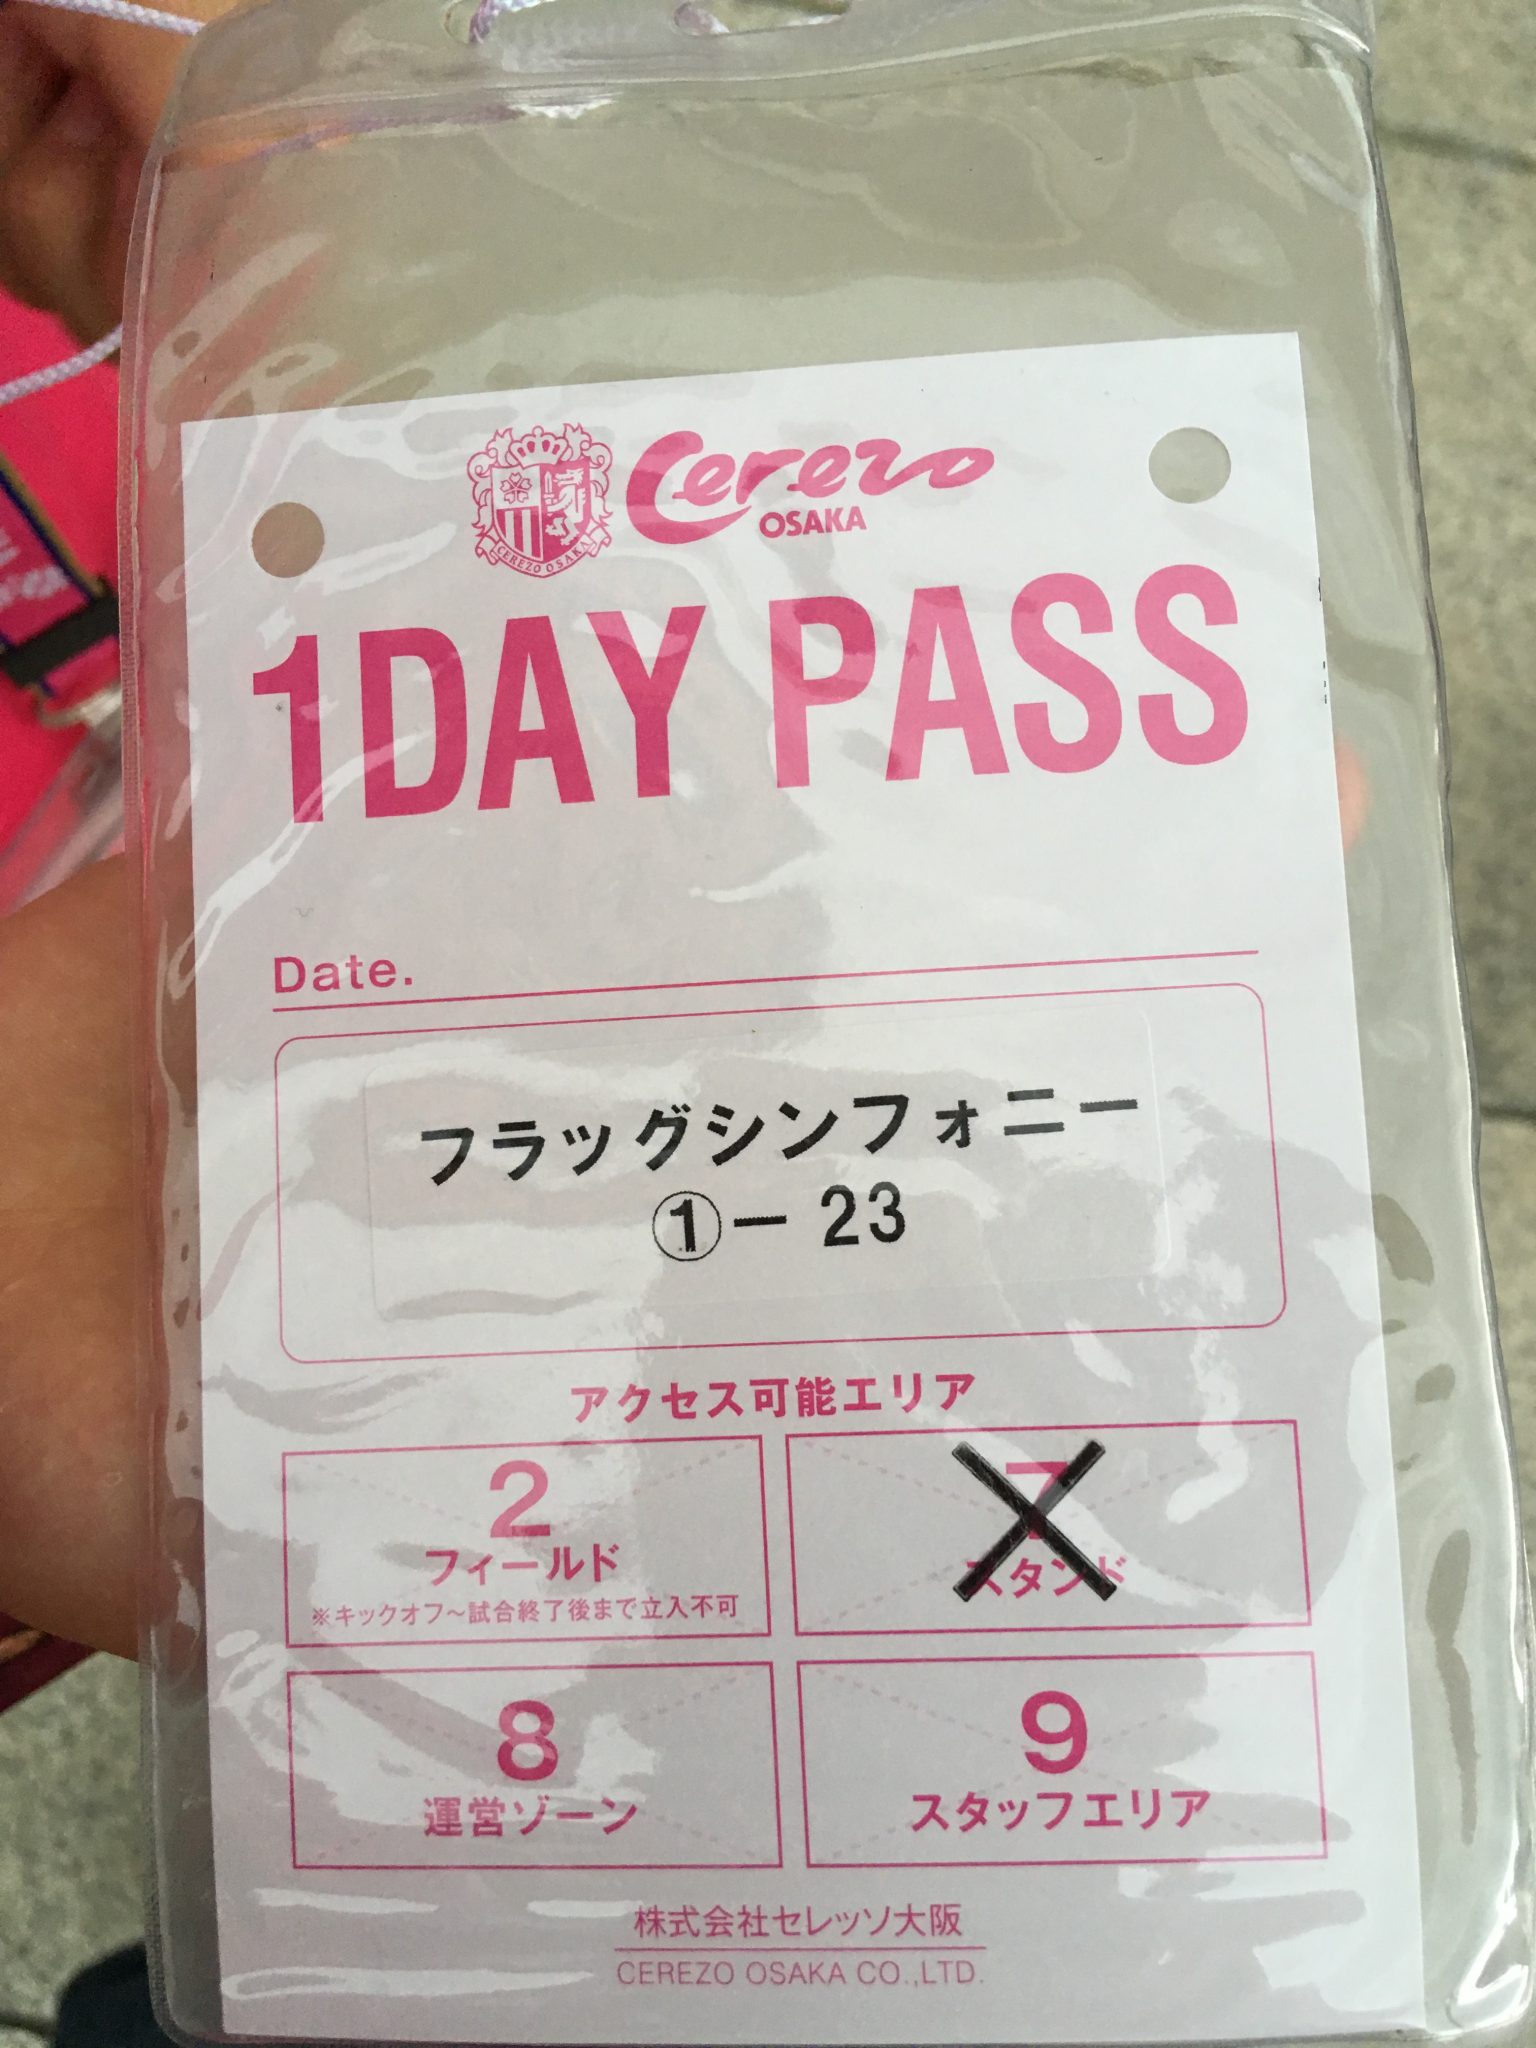 Cerezo
OSAKA
CEREZO OSAKA
1DAY PASS
Date.
フラッグシンフォニー
①ー 23
アクセス可能エリア
2
フィールド
※キックオフ〜試合終了後まで立入不可
7
スタンド
8
運営ゾーン
9
スタッフエリア
株式会社セレッソ大阪
CEREZO OSAKA CO.,LTD.